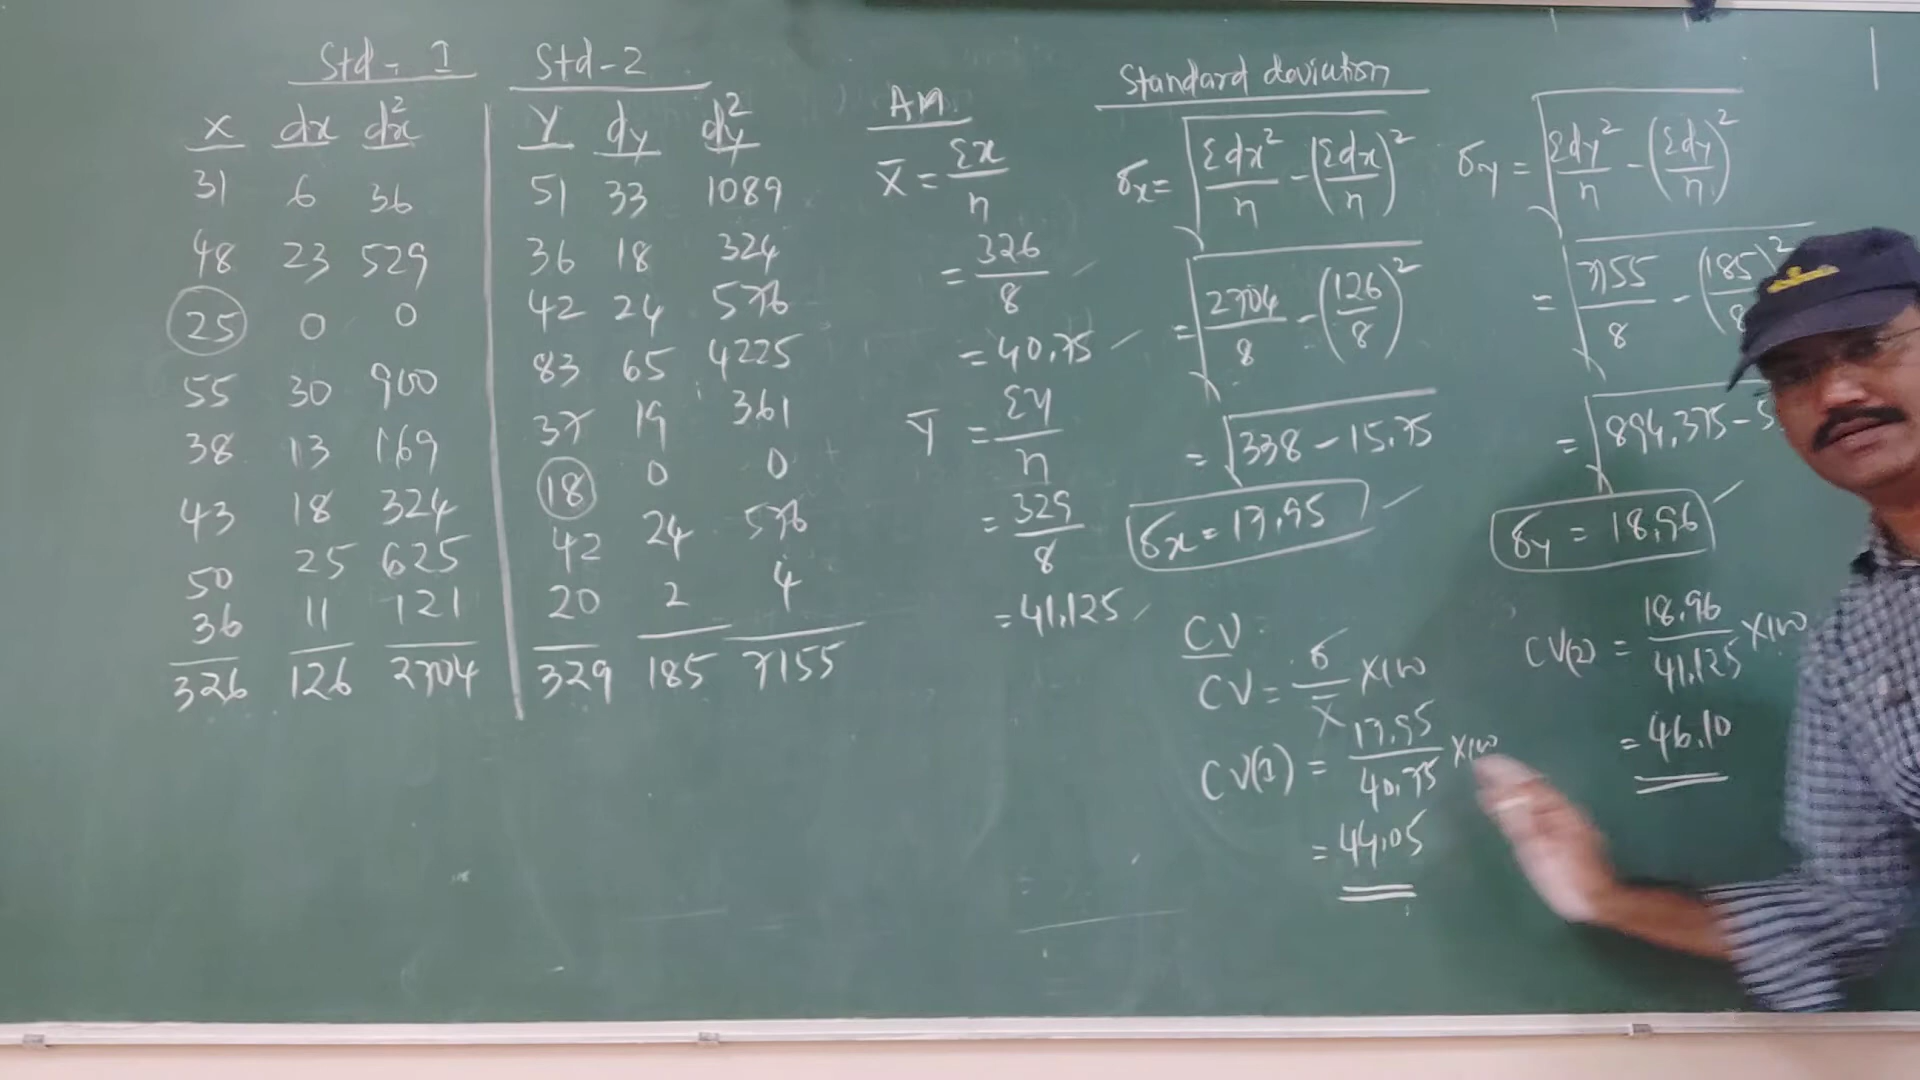 Std - I
X dx dx²
31 6 36
48 23 529
25 0 0
55 30 900
38 13 169
43 18 324
50 25 625
36 11 121
326 126 2704
Std - 2
Y dy dy²
51 33 1089
36 18 324
42 24 576
83 65 4225
37 19 361
18 0 0
42 24 576
20 2 4
329 185 7155
AM
X̄ = Σx/n
= 326/8
= 40.75
Ȳ = Σy/n
= 329/8
= 41.125
Standard deviation
σx = √(Σdx²/n - (Σdx/n)²)
= √(2704/8 - (126/8)²)
= √(338 - 15.75
σx = 17.95
σy = √(Σdy²/n - (Σdy/n)²)
= √(7155/8 - (185/8)²
= √(894.375 - 5
σy = 18.96
CV
CV = σ/X̄ × 100
CV(1) = 17.95/40.75 × 100
= 44.05
CV(2) = 18.96/41.125 × 100
= 46.10